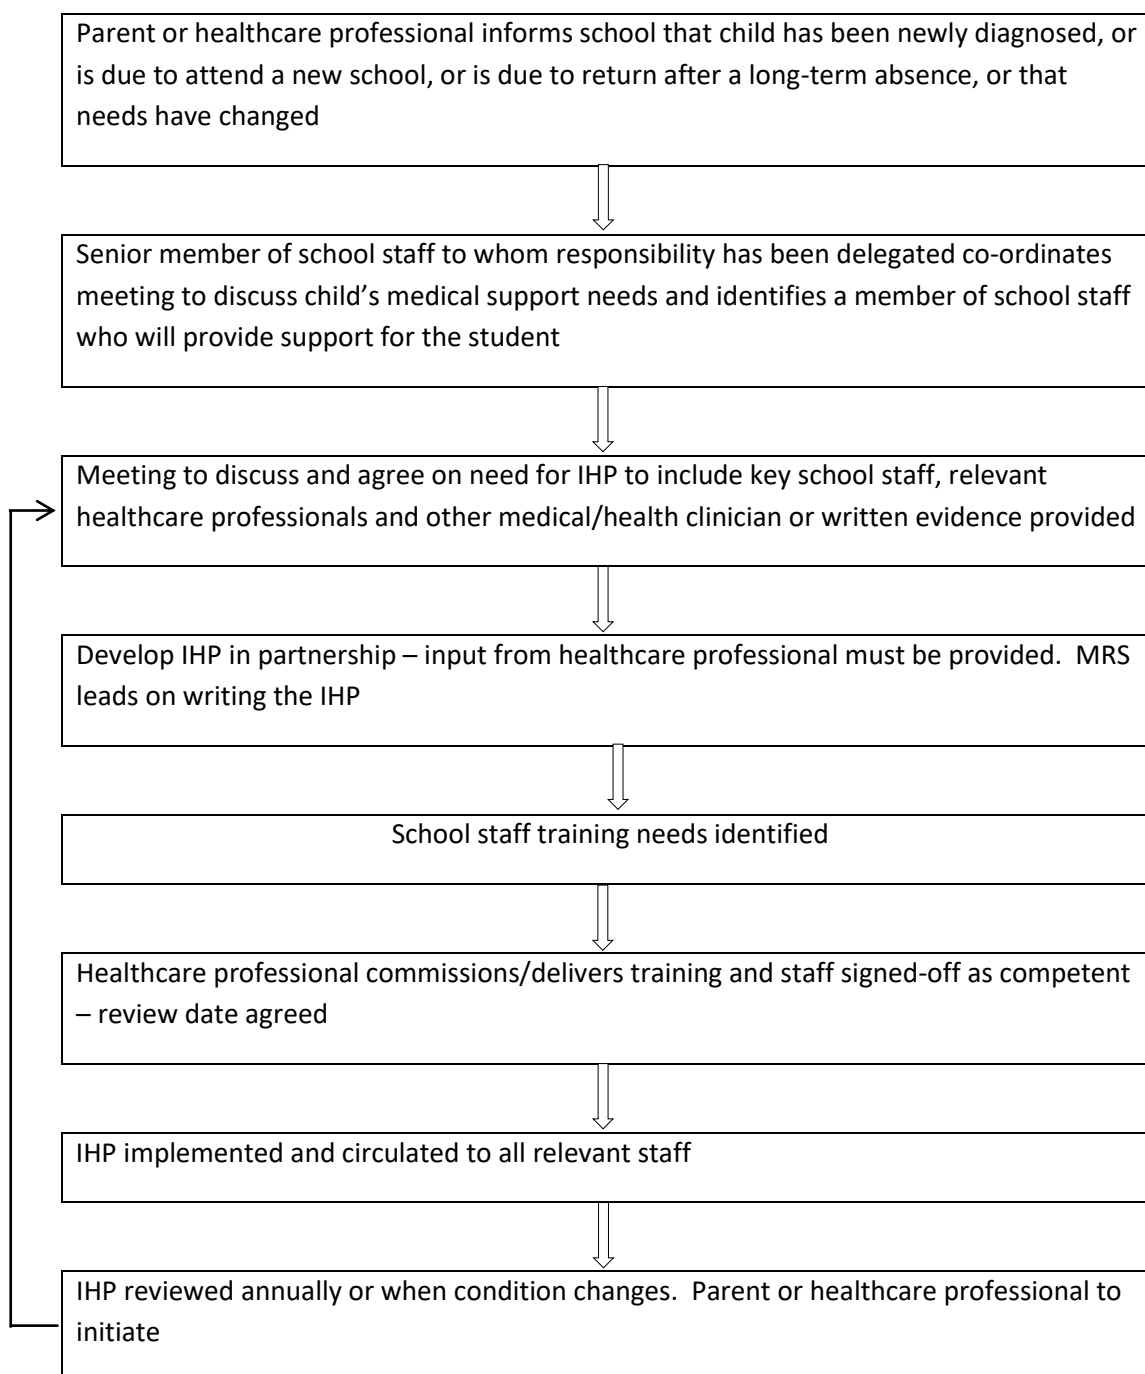 Parent or healthcare professional informs school that child has been newly diagnosed, or
is due to attend a new school, or is due to return after a long-term absence, or that
needs have changed
Senior member of school staff to whom responsibility has been delegated co-ordinates
meeting to discuss child’s medical support needs and identifies a member of school staff
who will provide support for the student
Meeting to discuss and agree on need for IHP to include key school staff, relevant
healthcare professionals and other medical/health clinician or written evidence provided
Develop IHP in partnership – input from healthcare professional must be provided.  MRS
leads on writing the IHP
School staff training needs identified
Healthcare professional commissions/delivers training and staff signed-off as competent
– review date agreed
IHP implemented and circulated to all relevant staff
IHP reviewed annually or when condition changes.  Parent or healthcare professional to
initiate